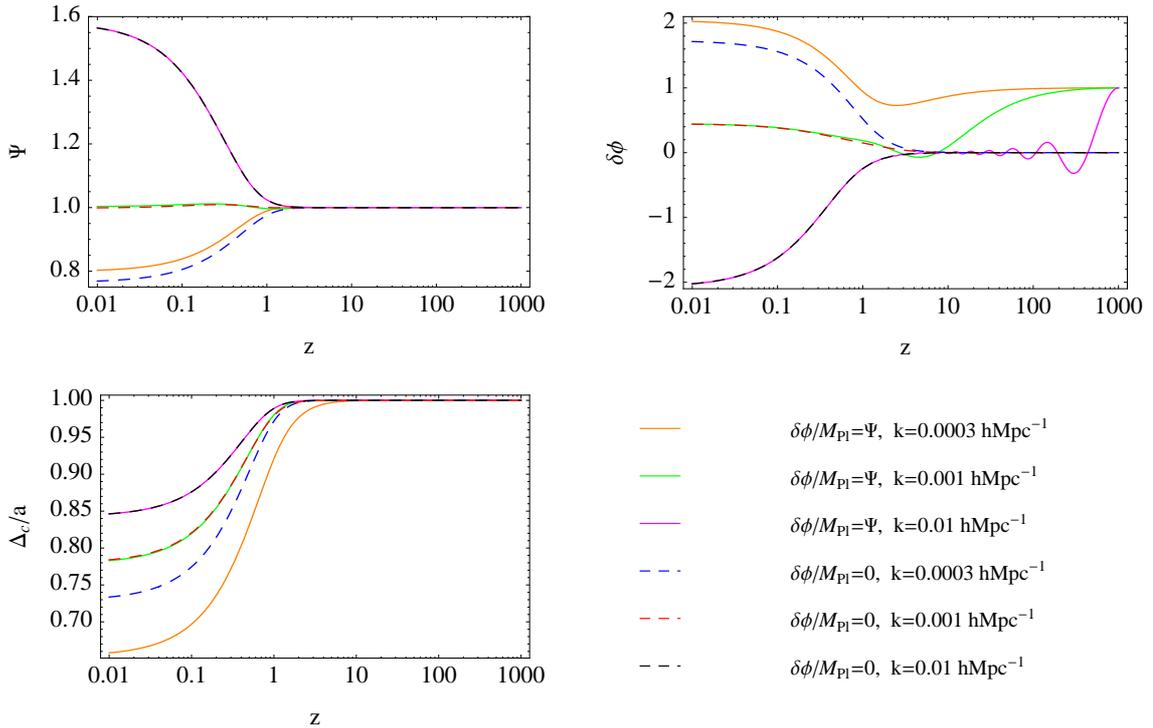 1.6
1.4
1.2
1.0
0.8
Ψ
0.01 0.1 1 10 100 1000
z
2
1
0
−1
−2
δϕ
0.01 0.1 1 10 100 1000
z
1.00
0.95
0.90
0.85
0.80
0.75
0.70
Δc/a
0.01 0.1 1 10 100 1000
z
δϕ/MPl=Ψ, k=0.0003 hMpc−1
δϕ/MPl=Ψ, k=0.001 hMpc−1
δϕ/MPl=Ψ, k=0.01 hMpc−1
δϕ/MPl=0, k=0.0003 hMpc−1
δϕ/MPl=0, k=0.001 hMpc−1
δϕ/MPl=0, k=0.01 hMpc−1